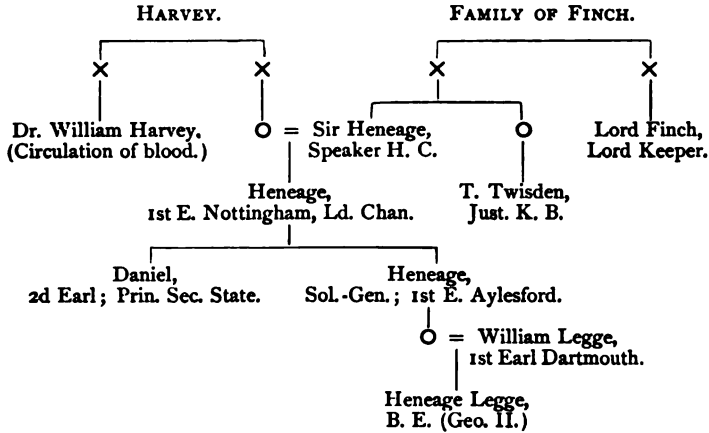 HARVEY.
FAMILY OF FINCH.
Dr. William Harvey.
(Circulation of blood.)
= Sir Heneage,
Speaker H. C.
Lord Finch,
Lord Keeper.
Heneage,
1st E. Nottingham, Ld. Chan.
T. Twisden,
Just. K. B.
Daniel,
2d Earl; Prin. Sec. State.
Heneage,
Sol.-Gen.; 1st E. Aylesford.
= William Legge,
1st Earl Dartmouth.
Heneage Legge,
B. E. (Geo. II.)